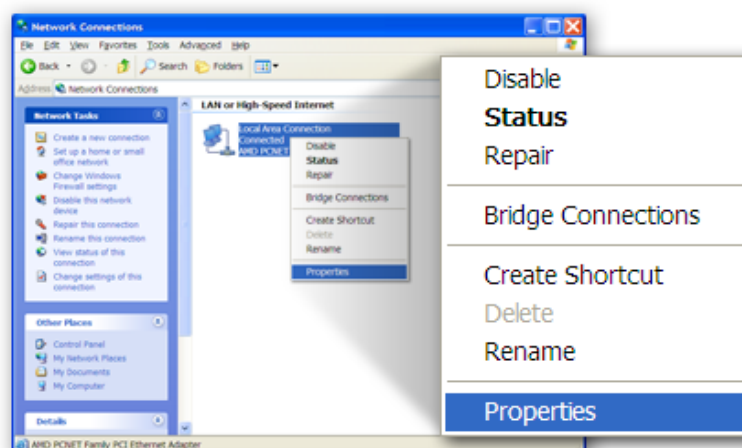 Network Connections
File Edit View Favorites Tools Advanced Help
Back Search Folders
Address Network Connections
Network Tasks
Create a new connection
Set up a home or small
office network
Change Windows
Firewall settings
Disable this network
device
Repair this connection
Rename this connection
View status of this
connection
Change settings of this
connection
Other Places
Control Panel
My Network Places
My Documents
My Computer
Details
LAN or High-Speed Internet
Local Area Connection
Connected
AMD PCNET
Disable
Status
Repair
Bridge Connections
Create Shortcut
Delete
Rename
Properties
AMD PCNET Family PCI Ethernet Adapter
Disable
Status
Repair
Bridge Connections
Create Shortcut
Delete
Rename
Properties